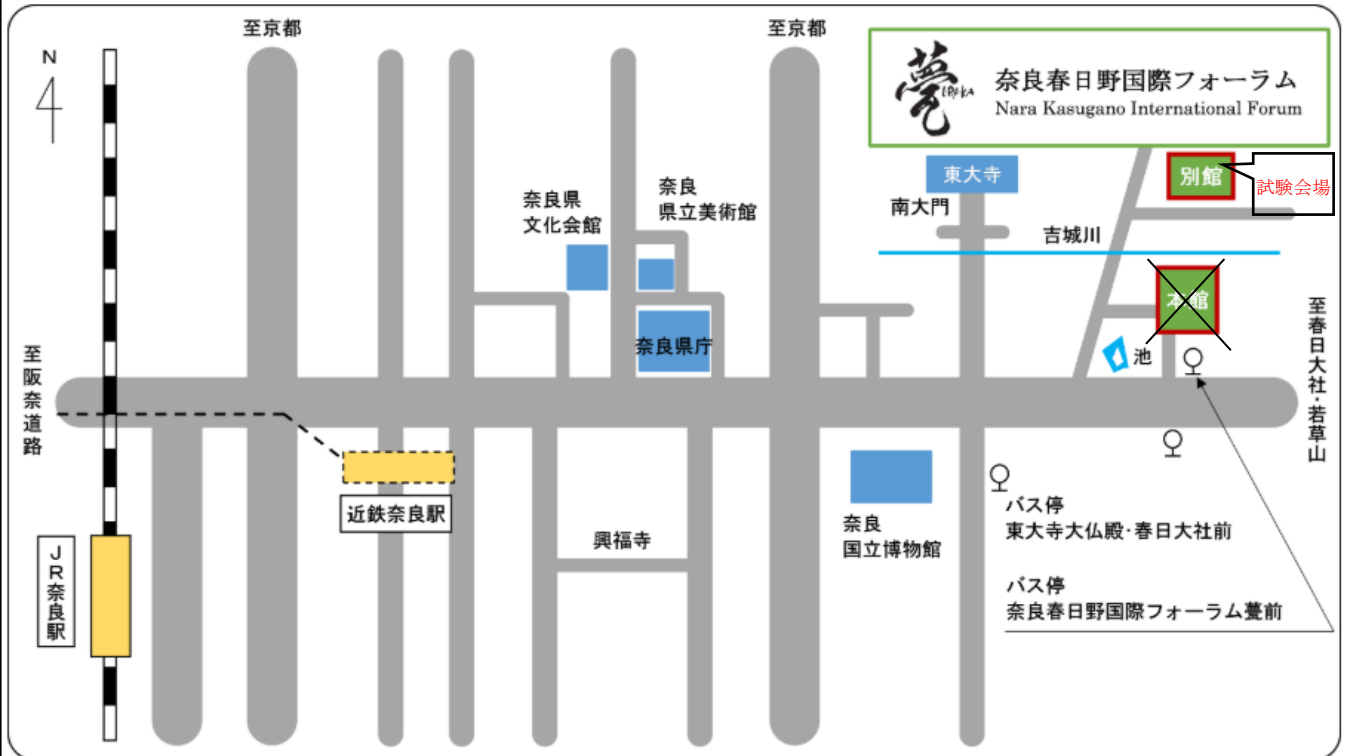 至京都
至京都
N
甍
I·RA·KA
奈良春日野国際フォーラム
Nara Kasugano International Forum
東大寺
別館
試験会場
奈良県
文化会館
奈良
県立美術館
南大門
吉城川
本館
奈良県庁
池
至阪奈道路
至春日大社・若草山
近鉄奈良駅
JR奈良駅
興福寺
奈良
国立博物館
バス停
東大寺大仏殿・春日大社前
バス停
奈良春日野国際フォーラム甍前